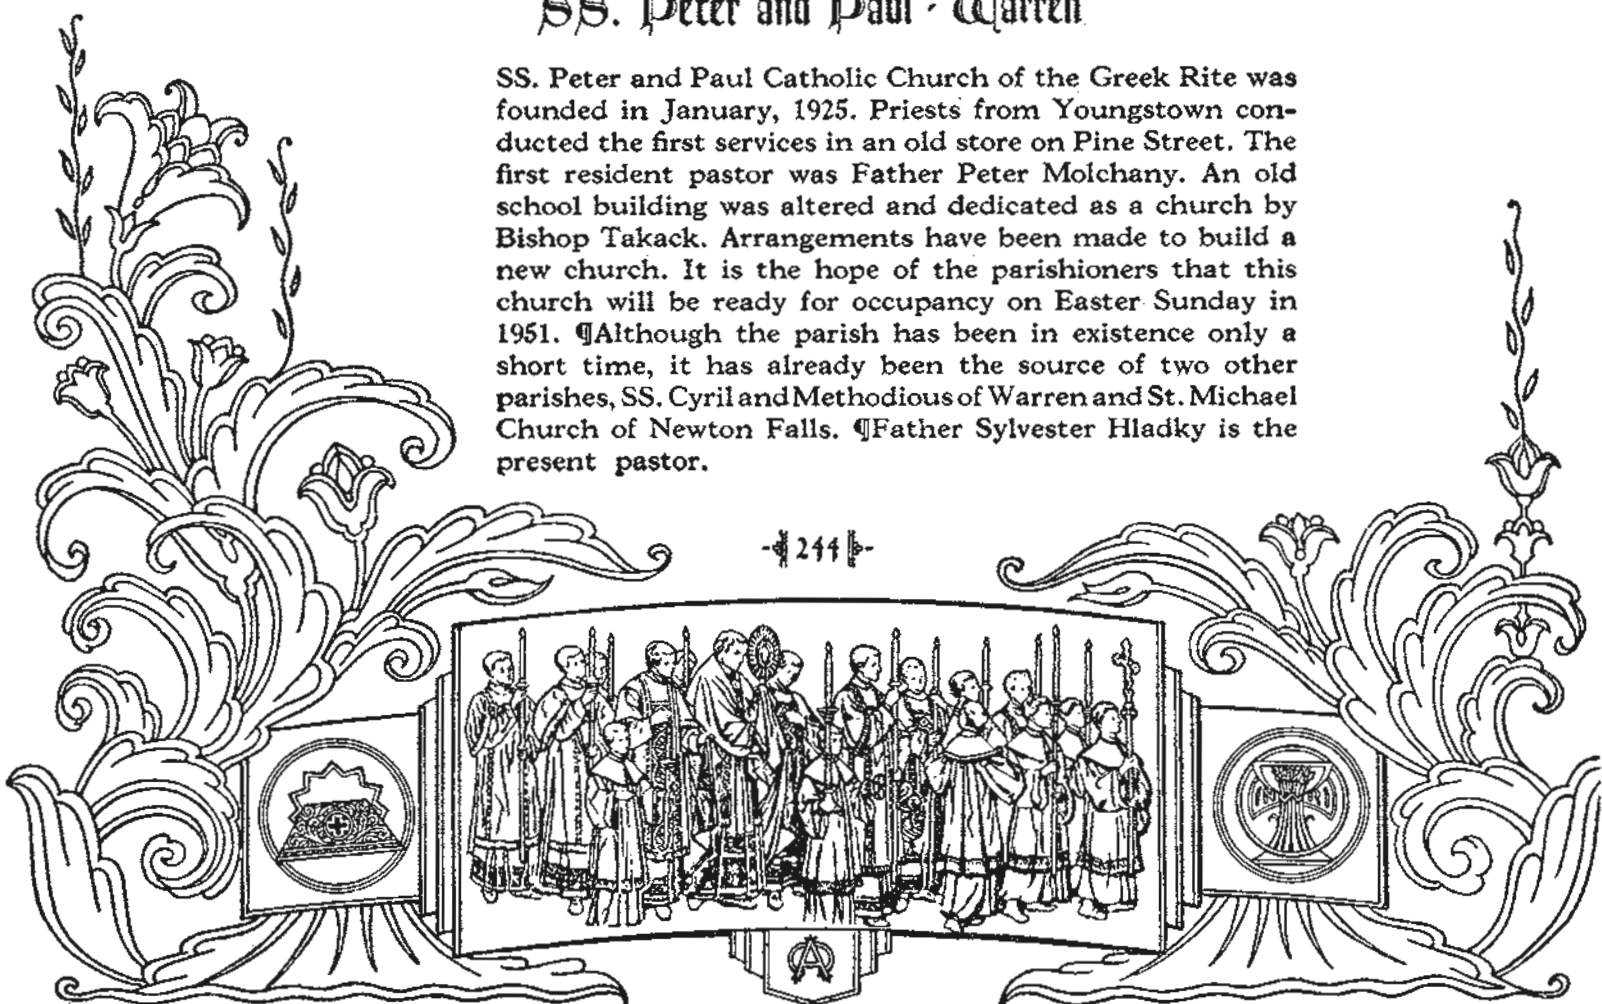 SS. Peter and Paul · Warren
SS. Peter and Paul Catholic Church of the Greek Rite was
founded in January, 1925. Priests from Youngstown con-
ducted the first services in an old store on Pine Street. The
first resident pastor was Father Peter Molchany. An old
school building was altered and dedicated as a church by
Bishop Takack. Arrangements have been made to build a
new church. It is the hope of the parishioners that this
church will be ready for occupancy on Easter Sunday in
1951. ¶Although the parish has been in existence only a
short time, it has already been the source of two other
parishes, SS. Cyril and Methodious of Warren and St. Michael
Church of Newton Falls. ¶Father Sylvester Hladky is the
present pastor.
244